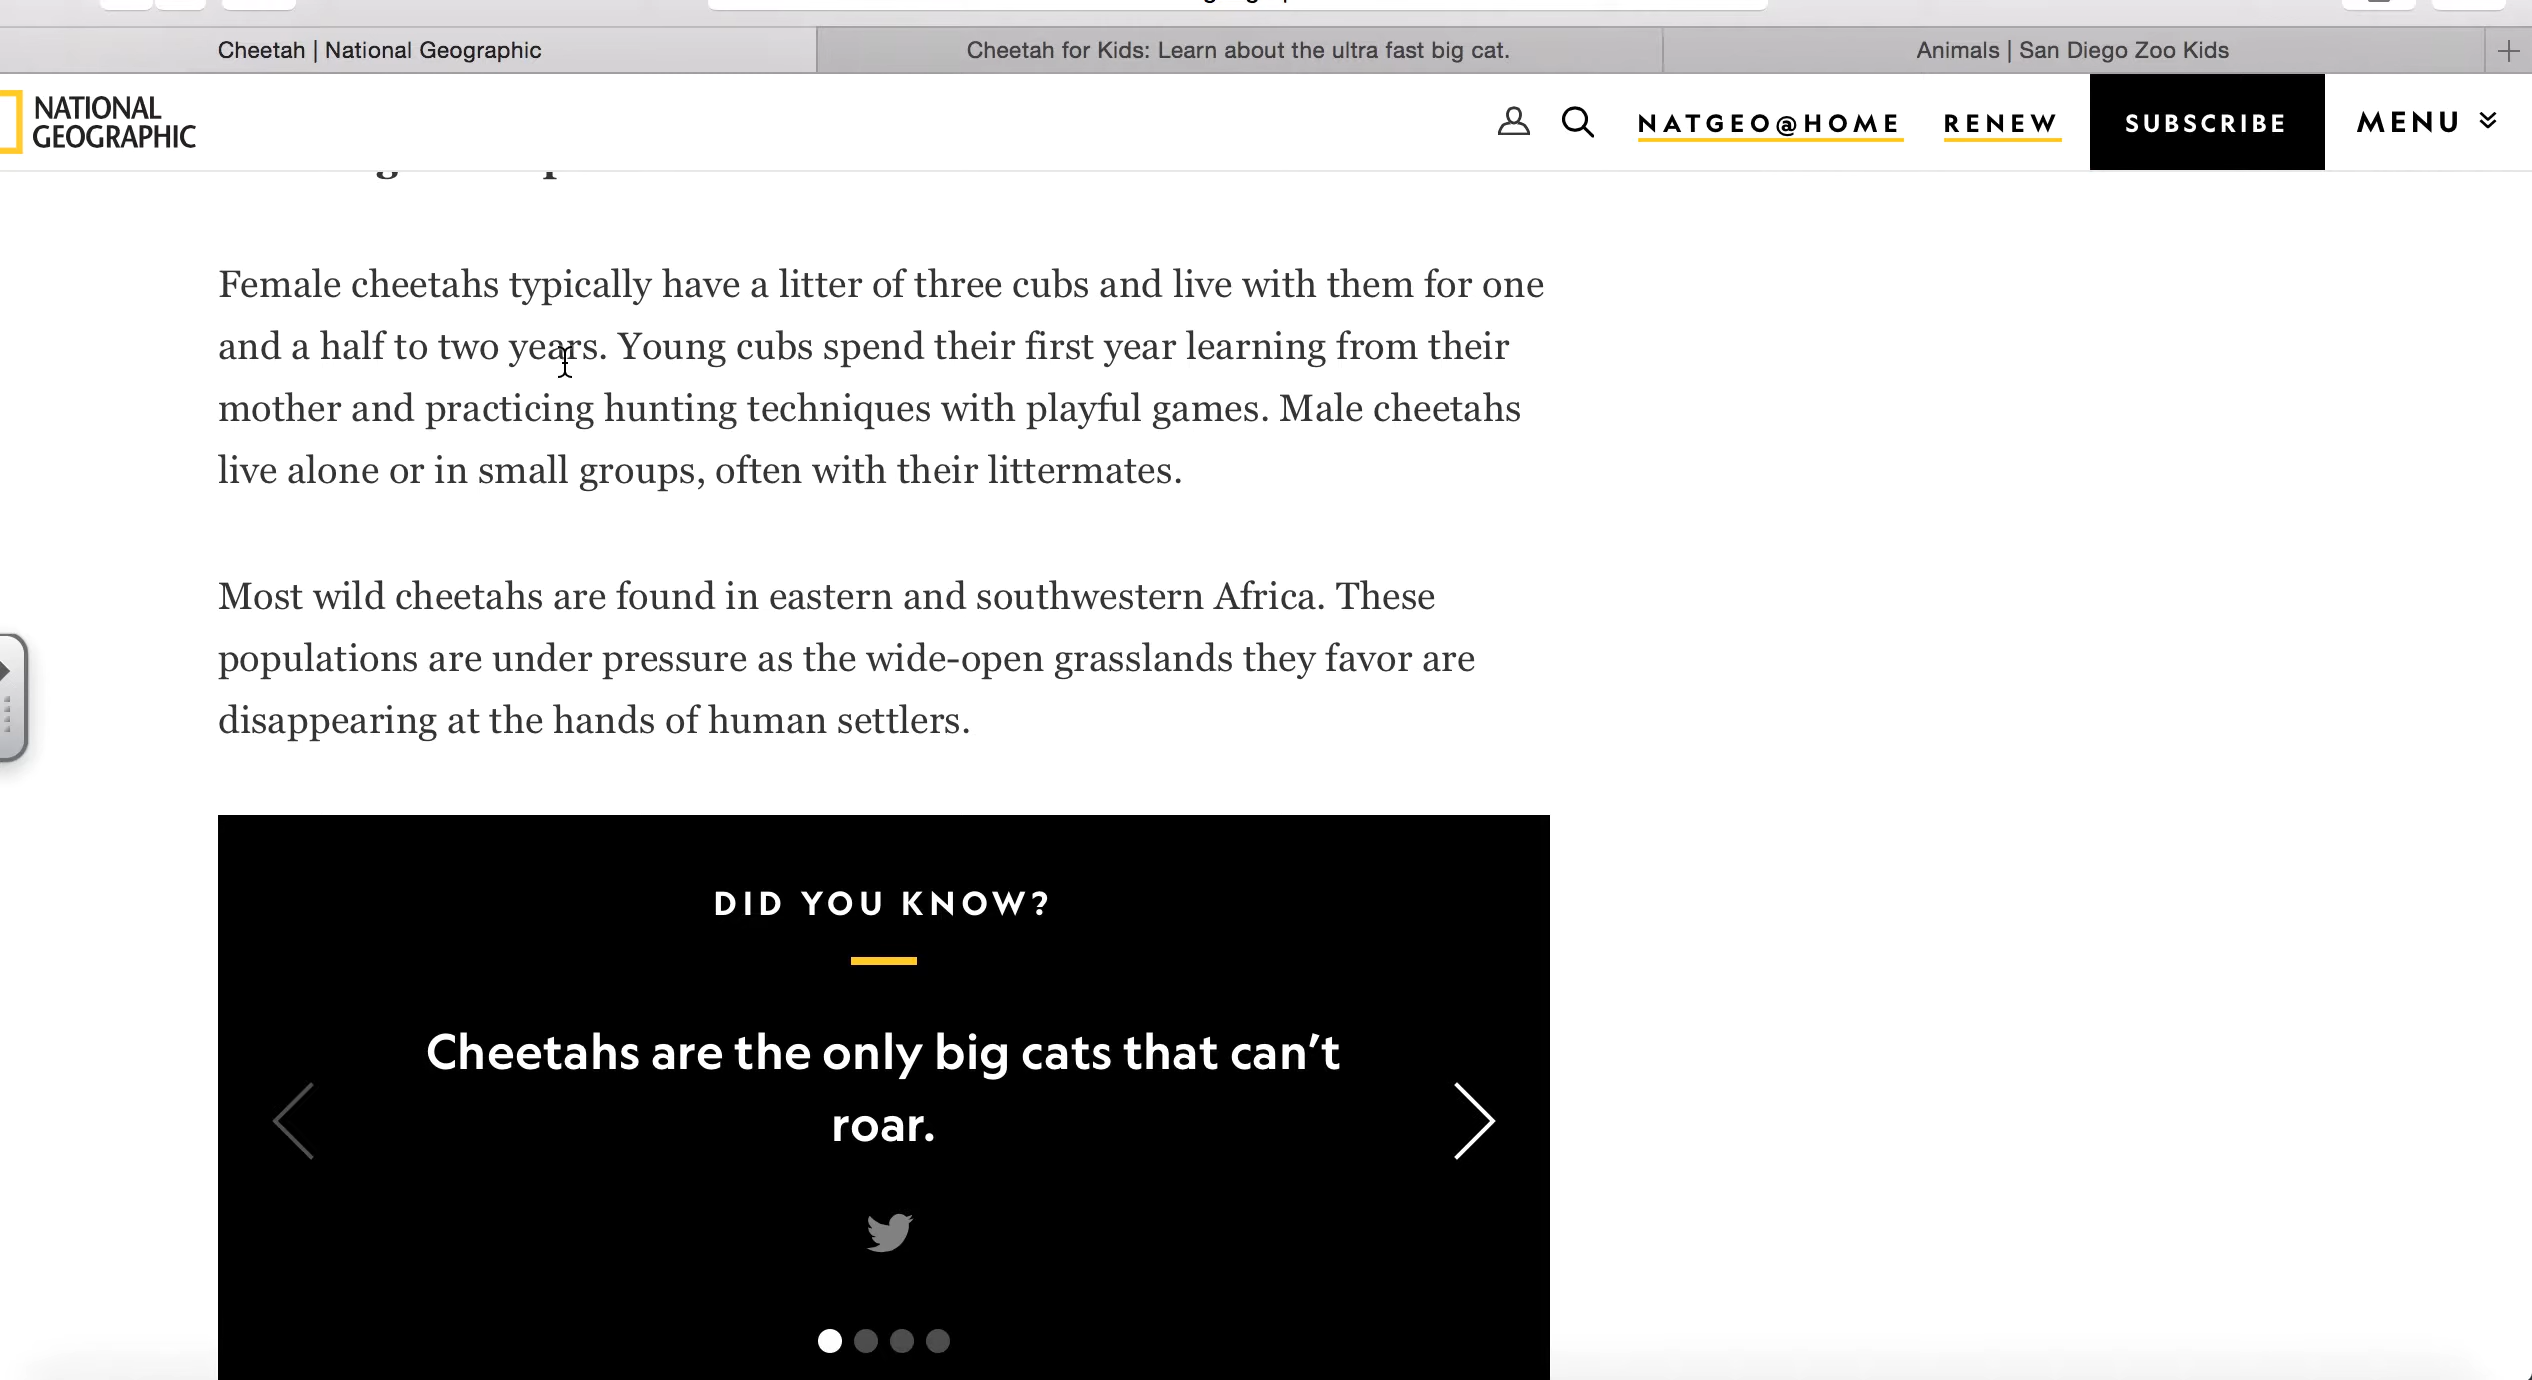 Cheetah | National Geographic
Cheetah for Kids: Learn about the ultra fast big cat.
Animals | San Diego Zoo Kids
NATIONAL
GEOGRAPHIC
NATGEO@HOME
RENEW
SUBSCRIBE
MENU
Female cheetahs typically have a litter of three cubs and live with them for one
and a half to two years. Young cubs spend their first year learning from their
mother and practicing hunting techniques with playful games. Male cheetahs
live alone or in small groups, often with their littermates.
Most wild cheetahs are found in eastern and southwestern Africa. These
populations are under pressure as the wide-open grasslands they favor are
disappearing at the hands of human settlers.
DID YOU KNOW?
Cheetahs are the only big cats that can’t
roar.